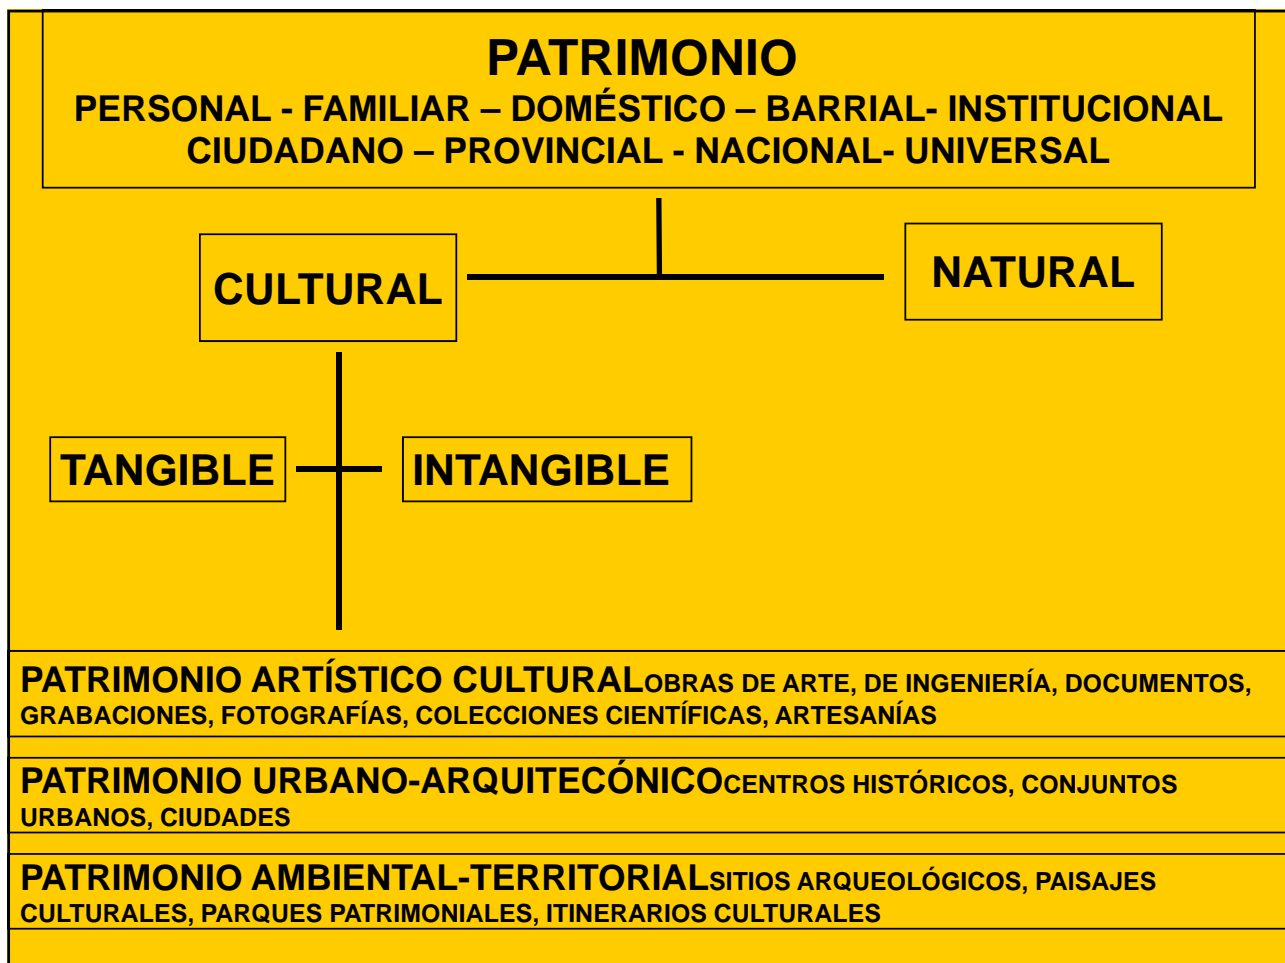 PATRIMONIO
PERSONAL - FAMILIAR – DOMÉSTICO – BARRIAL- INSTITUCIONAL
CIUDADANO – PROVINCIAL - NACIONAL- UNIVERSAL
CULTURAL
NATURAL
TANGIBLE
INTANGIBLE
PATRIMONIO ARTÍSTICO CULTURALOBRAS DE ARTE, DE INGENIERÍA, DOCUMENTOS,
GRABACIONES, FOTOGRAFÍAS, COLECCIONES CIENTÍFICAS, ARTESANÍAS
PATRIMONIO URBANO-ARQUITECÓNICOCENTROS HISTÓRICOS, CONJUNTOS
URBANOS, CIUDADES
PATRIMONIO AMBIENTAL-TERRITORIALSITIOS ARQUEOLÓGICOS, PAISAJES
CULTURALES, PARQUES PATRIMONIALES, ITINERARIOS CULTURALES